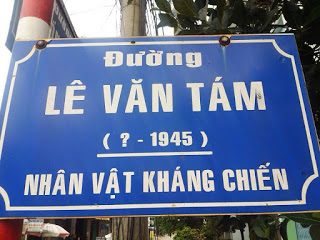 Đường
LÊ VĂN TÁM
( ? - 1945 )
NHÂN VẬT KHÁNG CHIẾN